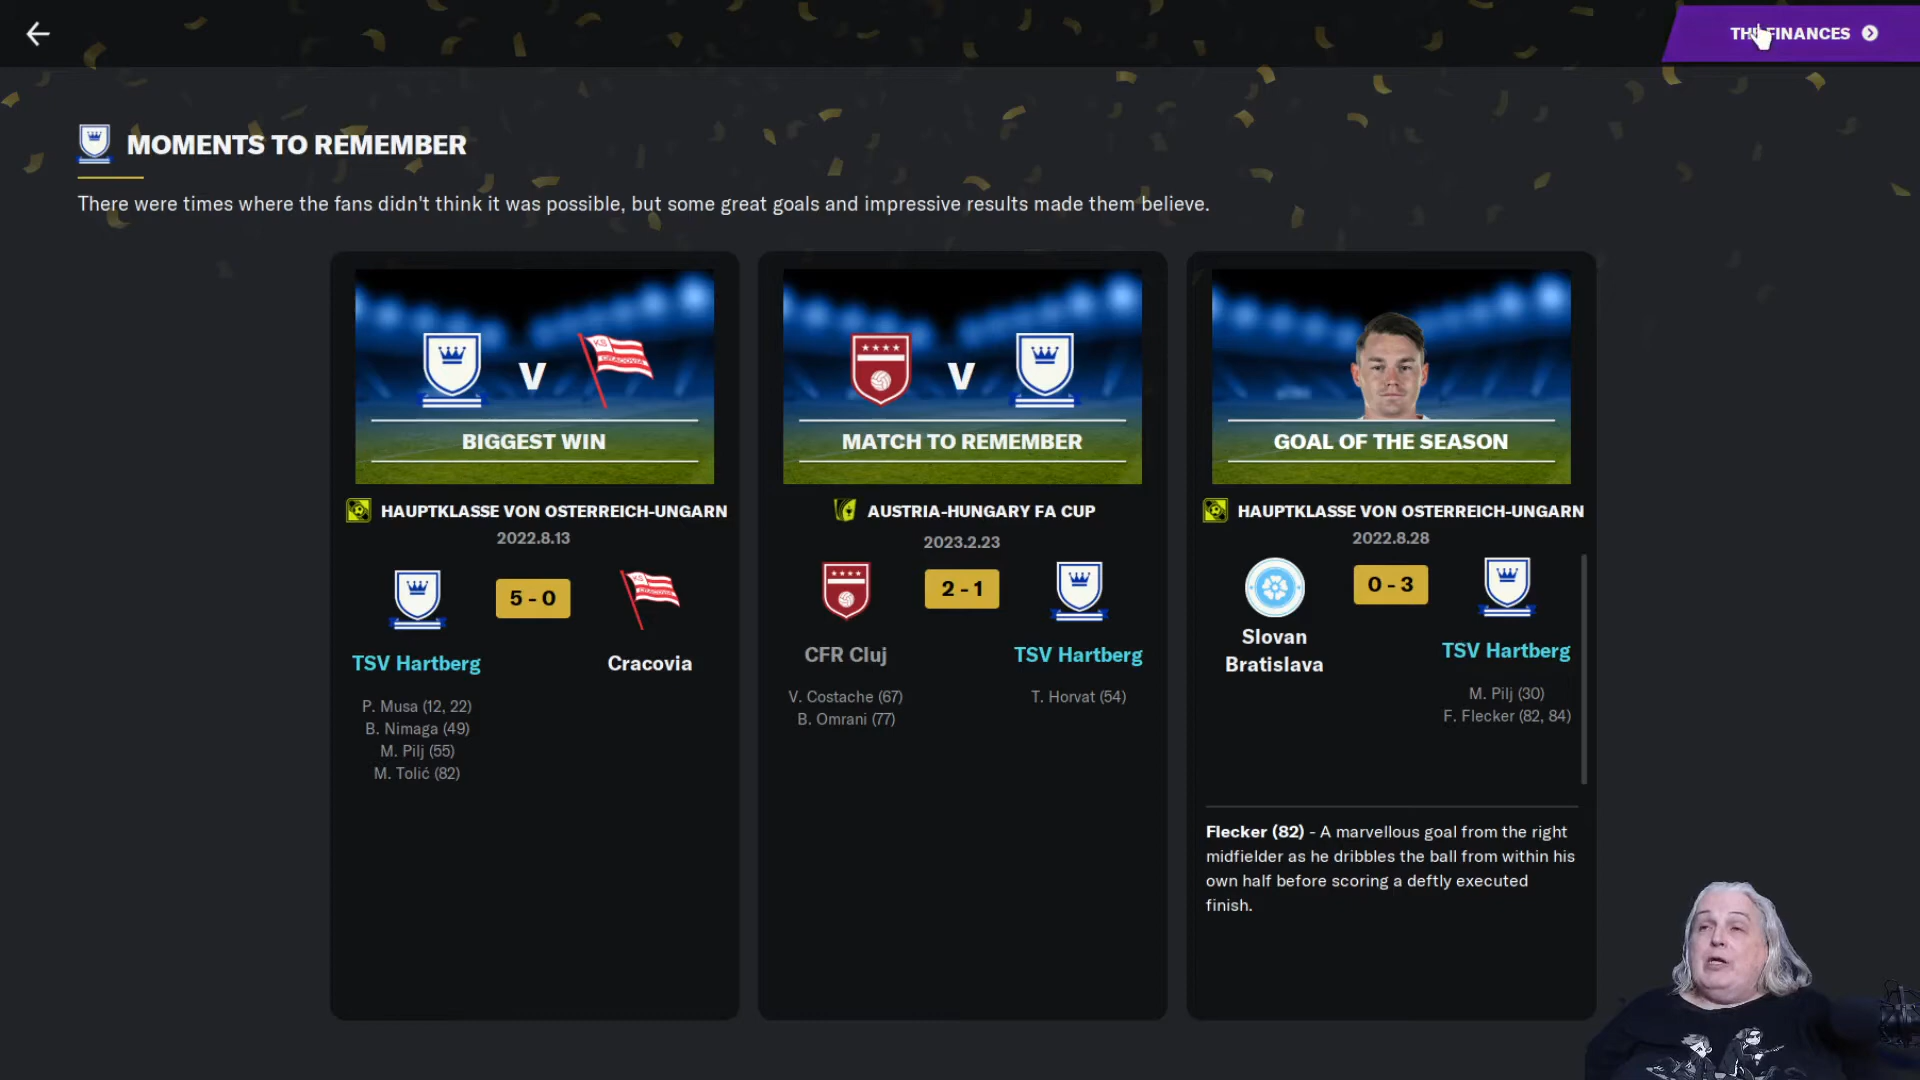 THE FINANCES
MOMENTS TO REMEMBER
There were times where the fans didn't think it was possible, but some great goals and impressive results made them believe.
V
KS
CRACOVIA
BIGGEST WIN
HAUPTKLASSE VON OSTERREICH-UNGARN
2022.8.13
5 - 0
TSV Hartberg
Cracovia
P. Musa (12, 22)
B. Nimaga (49)
M. Pilj (55)
M. Tolić (82)
V
MATCH TO REMEMBER
AUSTRIA-HUNGARY FA CUP
2023.2.23
2 - 1
CFR Cluj
TSV Hartberg
V. Costache (67)
B. Omrani (77)
T. Horvat (54)
GOAL OF THE SEASON
HAUPTKLASSE VON OSTERREICH-UNGARN
2022.8.28
0 - 3
Slovan
Bratislava
TSV Hartberg
M. Pilj (30)
F. Flecker (82, 84)
Flecker (82) - A marvellous goal from the right
midfielder as he dribbles the ball from within his
own half before scoring a deftly executed
finish.